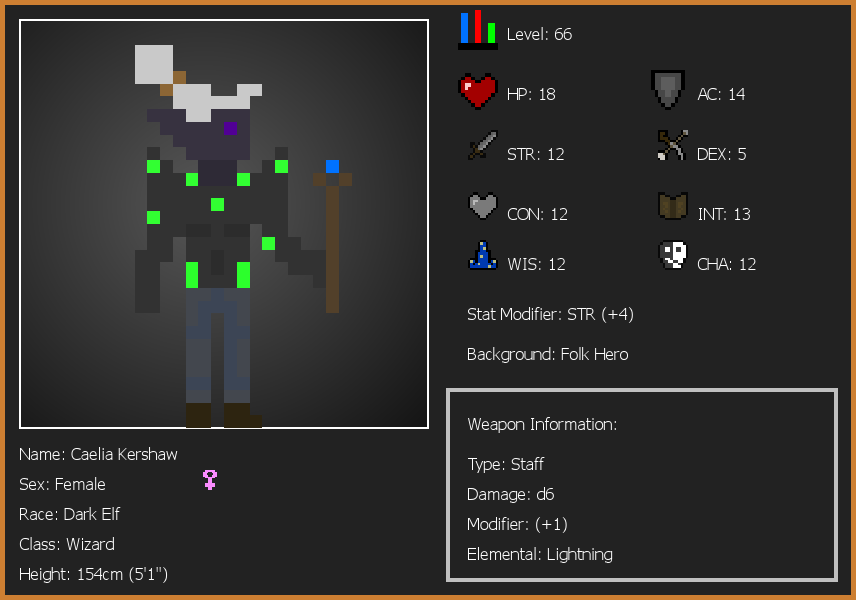 Level: 66
HP: 18
AC: 14
STR: 12
DEX: 5
CON: 12
INT: 13
WIS: 12
CHA: 12
Stat Modifier: STR (+4)
Background: Folk Hero
Weapon Information:
Type: Staff
Damage: d6
Modifier: (+1)
Elemental: Lightning
Name: Caelia Kershaw
Sex: Female
Race: Dark Elf
Class: Wizard
Height: 154cm (5'1")